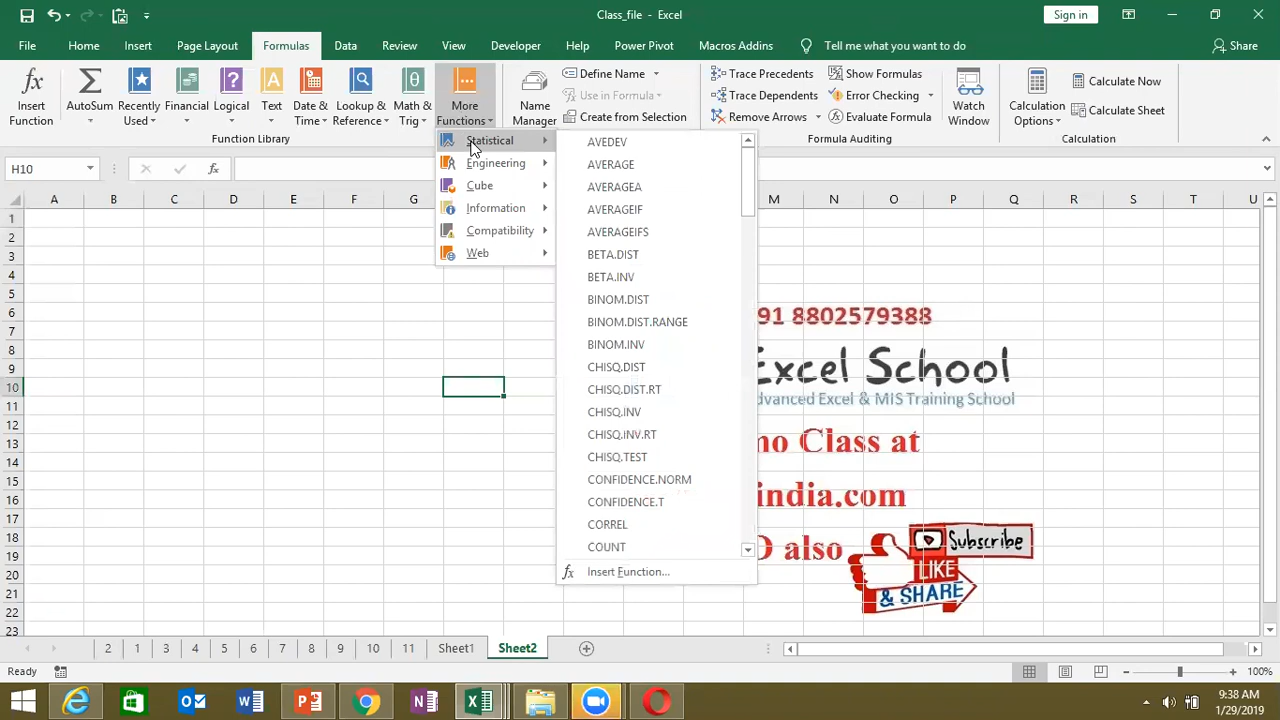 Class_file - Excel
Sign in
File Home Insert Page Layout Formulas Data Review View Developer Help Power Pivot Macros Addins Tell me what you want to do Share
Insert Function
AutoSum
Recently Used
Financial
Logical
Text
Date & Time
Lookup & Reference
Math & Trig
More Functions
Name Manager
Define Name
Use in Formula
Create from Selection
Trace Precedents
Trace Dependents
Remove Arrows
Show Formulas
Error Checking
Evaluate Formula
Watch Window
Calculation Options
Calculate Now
Calculate Sheet
Function Library
Formula Auditing
Calculation
Statistical
Engineering
Cube
Information
Compatibility
Web
AVEDEV
AVERAGE
AVERAGEA
AVERAGEIF
AVERAGEIFS
BETA.DIST
BETA.INV
BINOM.DIST
BINOM.DIST.RANGE
BINOM.INV
CHISQ.DIST
CHISQ.DIST.RT
CHISQ.INV
CHISQ.INV.RT
CHISQ.TEST
CONFIDENCE.NORM
CONFIDENCE.T
CORREL
COUNT
fx Insert Function...
H10
fx
A B C D E F G M N O P Q R S T U
1
2
3
4
5
6
7
8
9
10
11
12
13
14
15
16
17
18
19
20
21
22
23
91 8802579388
Excel School
dvanced Excel & MIS Training School
mo Class at
india.com
D also
Subscribe
LIKE
& SHARE
2 1 3 4 5 6 7 8 9 10 11 Sheet1 Sheet2
Ready
100%
9:38 AM
1/29/2019